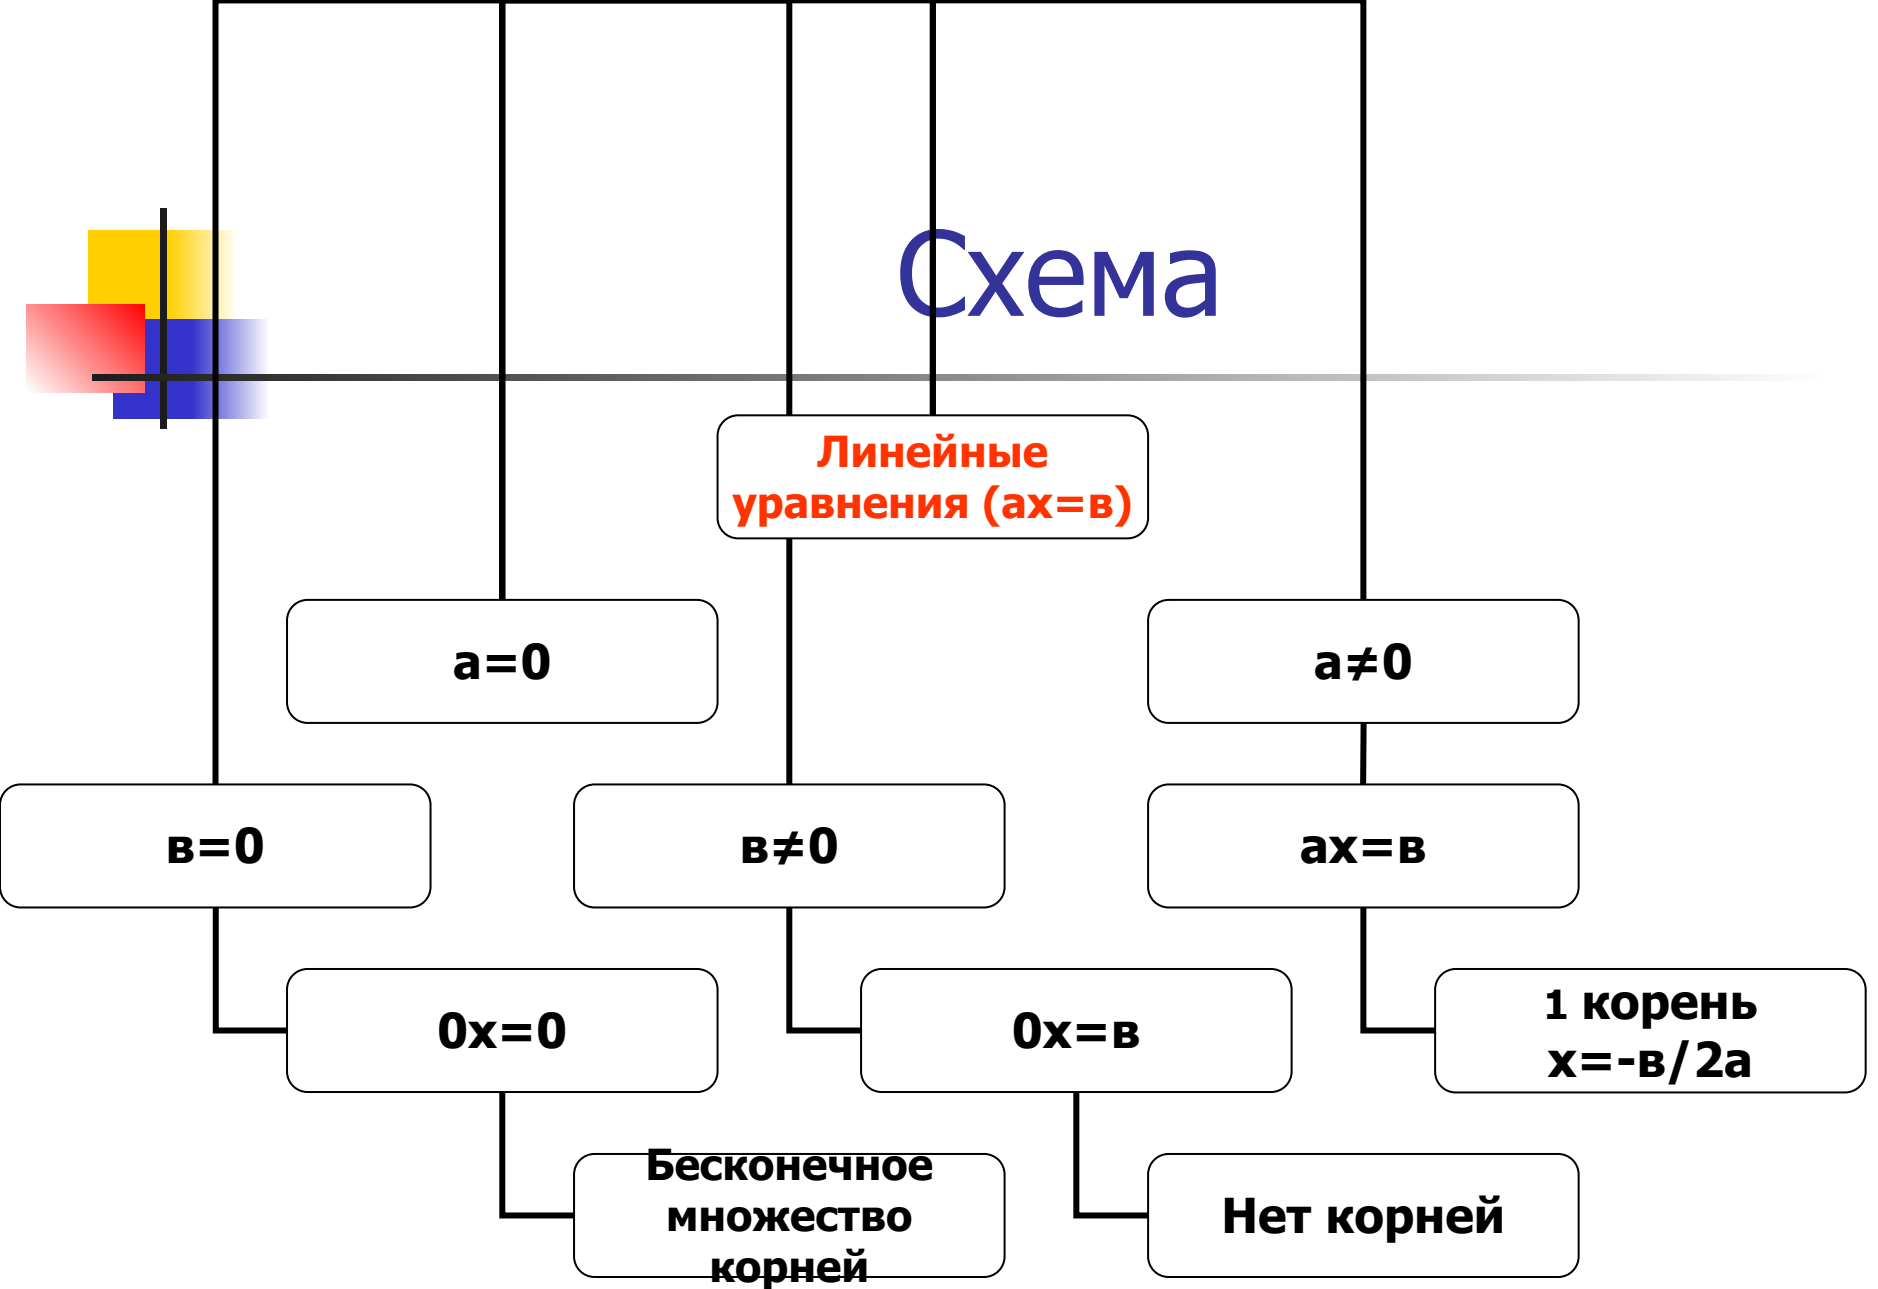 Схема
Линейные
уравнения (ах=в)
а=0
а≠0
в=0
в≠0
ах=в
0х=0
0х=в
1 корень
х=-в/2а
Бесконечное
множество
корней
Нет корней